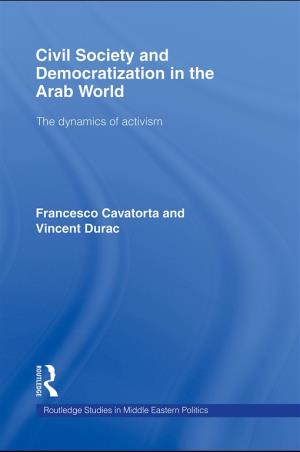 Civil Society and
Democratization in the
Arab World
The dynamics of activism
Francesco Cavatorta and
Vincent Durac
ROUTLEDGE
Routledge Studies in Middle Eastern Politics